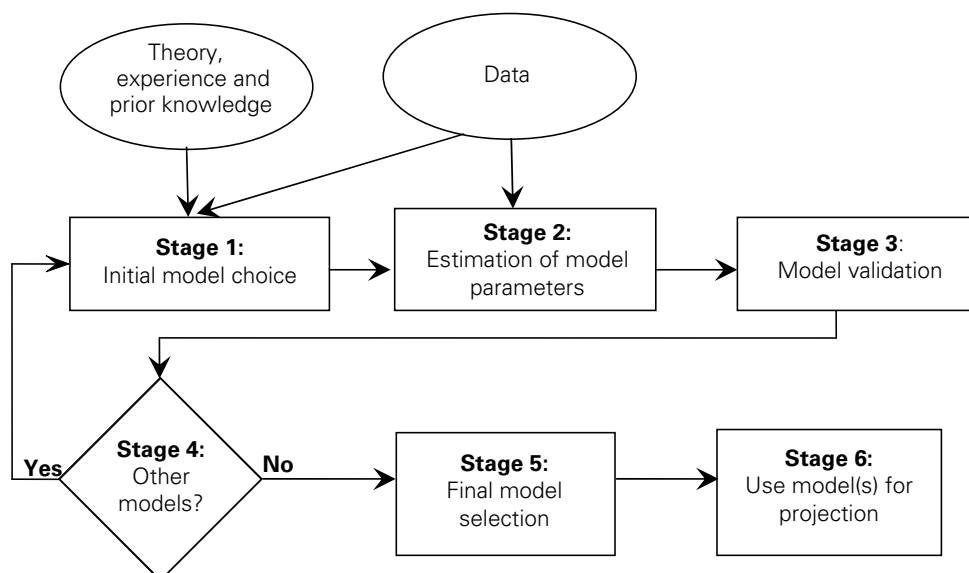 Theory,
experience and
prior knowledge
Data
Stage 1:
Initial model choice
Stage 2:
Estimation of model
parameters
Stage 3:
Model validation
Yes
Stage 4:
Other
models?
No
Stage 5:
Final model
selection
Stage 6:
Use model(s) for
projection